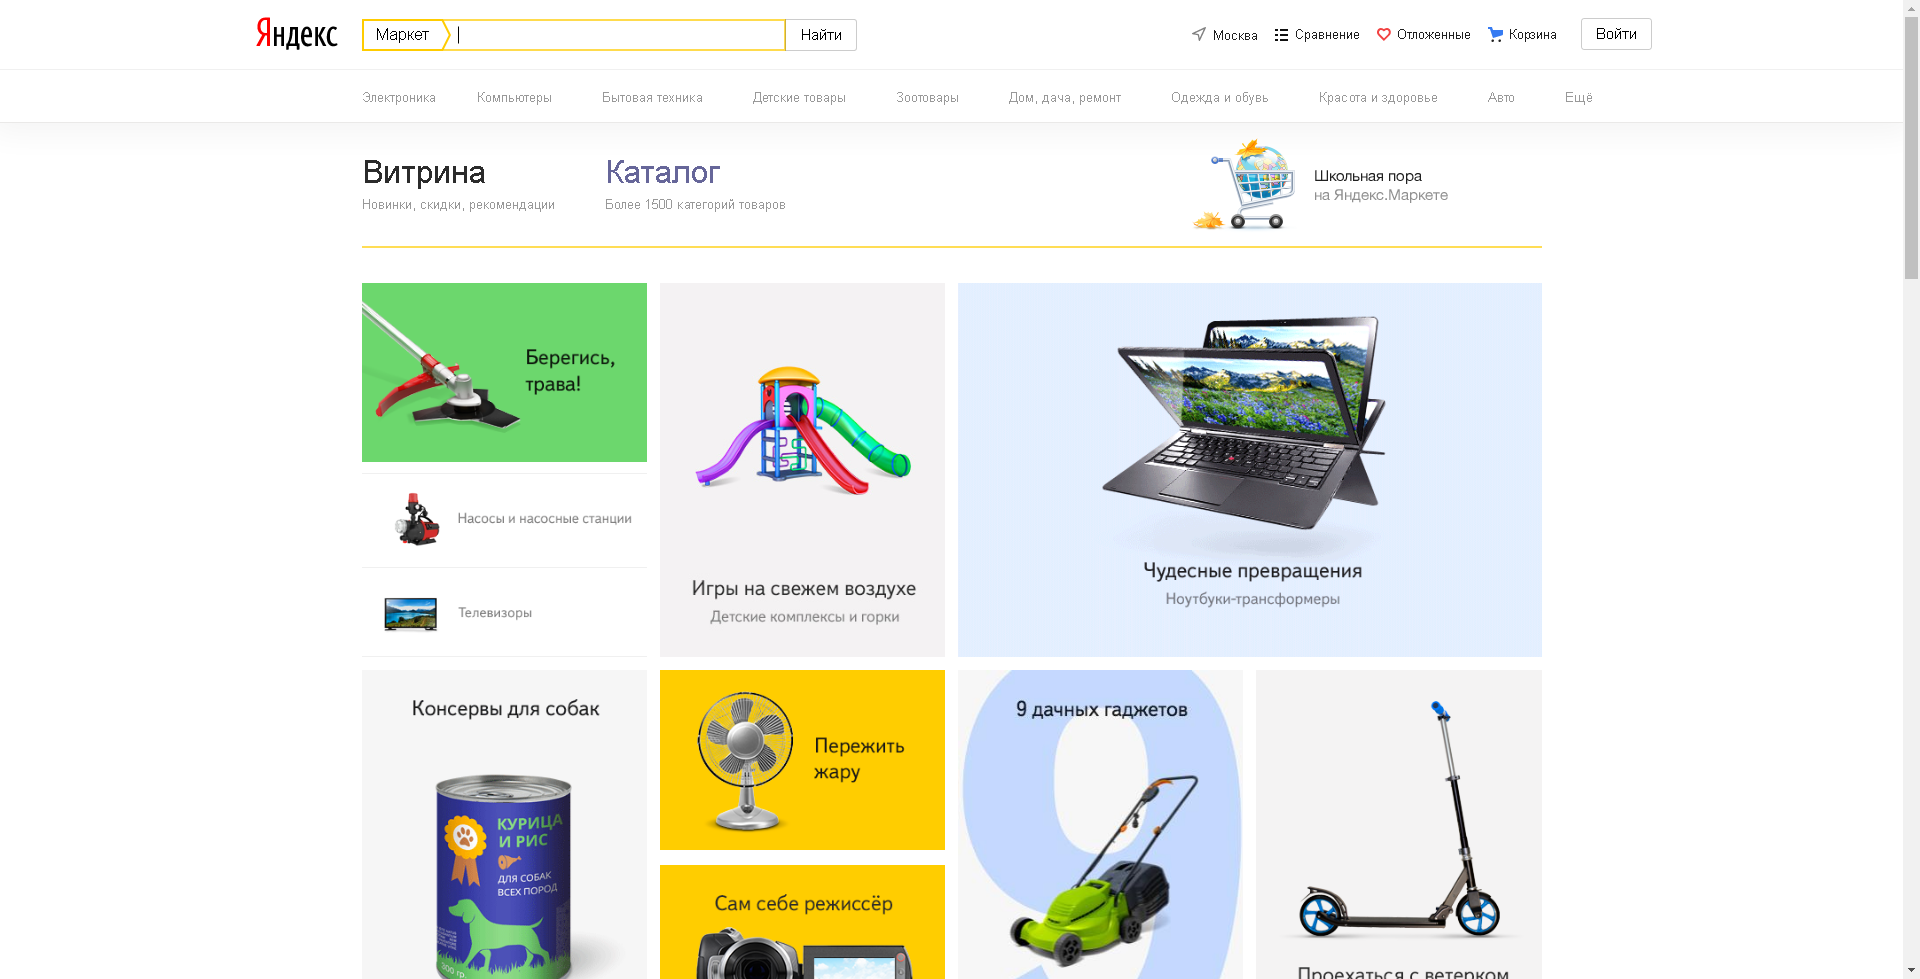 Яндекс
Маркет
Найти
Москва
Сравнение
Отложенные
Корзина
Войти
Электроника
Компьютеры
Бытовая техника
Детские товары
Зоотовары
Дом, дача, ремонт
Одежда и обувь
Красота и здоровье
Авто
Ещё
Витрина
Новинки, скидки, рекомендации
Каталог
Более 1500 категорий товаров
Школьная пора
на Яндекс.Маркете
Берегись,
трава!
Насосы и насосные станции
Телевизоры
Игры на свежем воздухе
Детские комплексы и горки
Чудесные превращения
Ноутбуки-трансформеры
Консервы для собак
КУРИЦА
И РИС
ДЛЯ СОБАК
ВСЕХ ПОРОД
300 гр.
Пережить
жару
Сам себе режиссёр
9 дачных гаджетов
9
Проехаться с ветерком